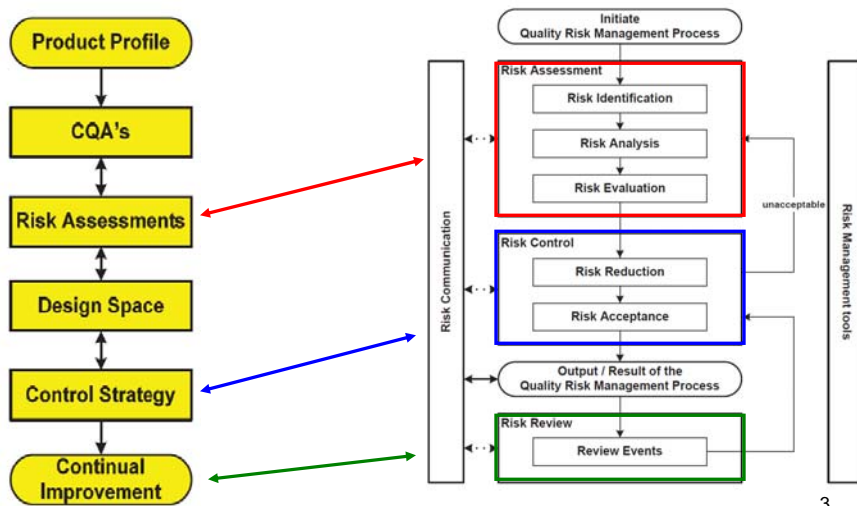 Product Profile
CQA's
Risk Assessments
Design Space
Control Strategy
Continual
Improvement
Initiate
Quality Risk Management Process
Risk Communication
Risk Assessment
Risk Identification
Risk Analysis
Risk Evaluation
unacceptable
Risk Control
Risk Reduction
Risk Acceptance
Output / Result of the
Quality Risk Management Process
Risk Review
Review Events
Risk Management tools
3